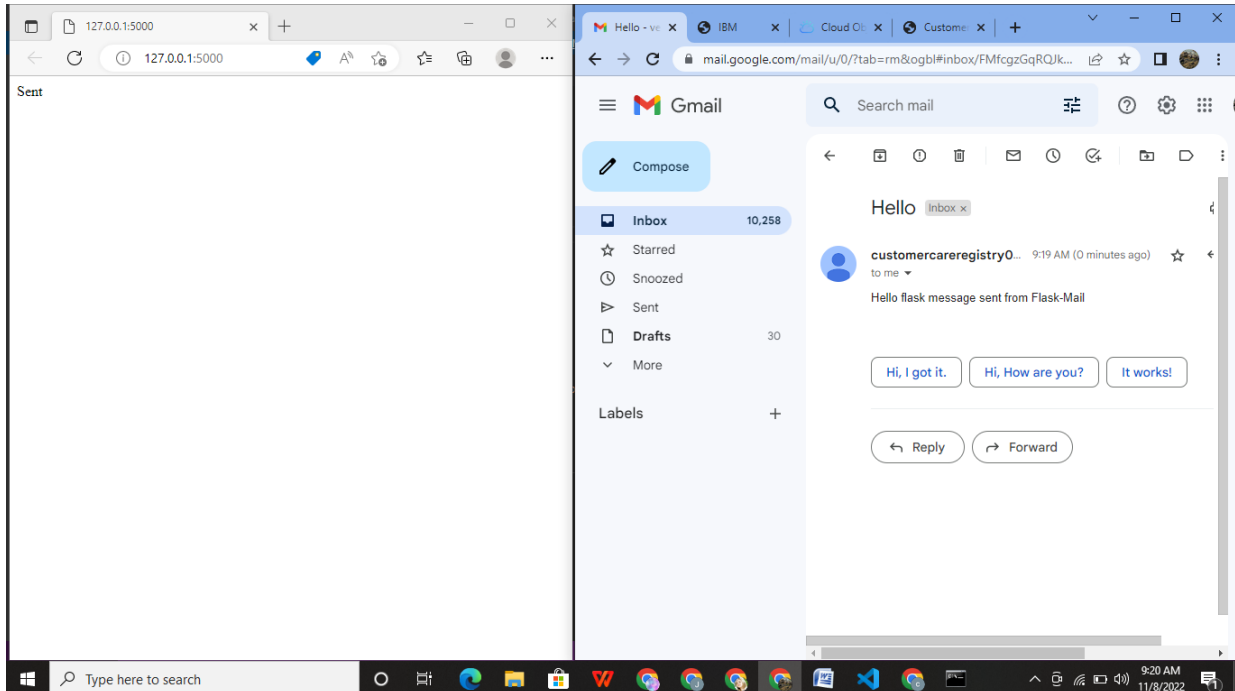 127.0.0.1:5000
127.0.0.1:5000
Sent
Hello - ve
IBM
Cloud Ob
Custome
mail.google.com/mail/u/0/?tab=rm&ogbl#inbox/FMfcgzGqRQJk...
Gmail
Search mail
Compose
Inbox 10,258
Starred
Snoozed
Sent
Drafts 30
More
Labels
Hello Inbox x
customercareregistry0... 9:19 AM (0 minutes ago)
to me
Hello flask message sent from Flask-Mail
Hi, I got it. Hi, How are you? It works!
Reply Forward
Type here to search
9:20 AM
11/8/2022